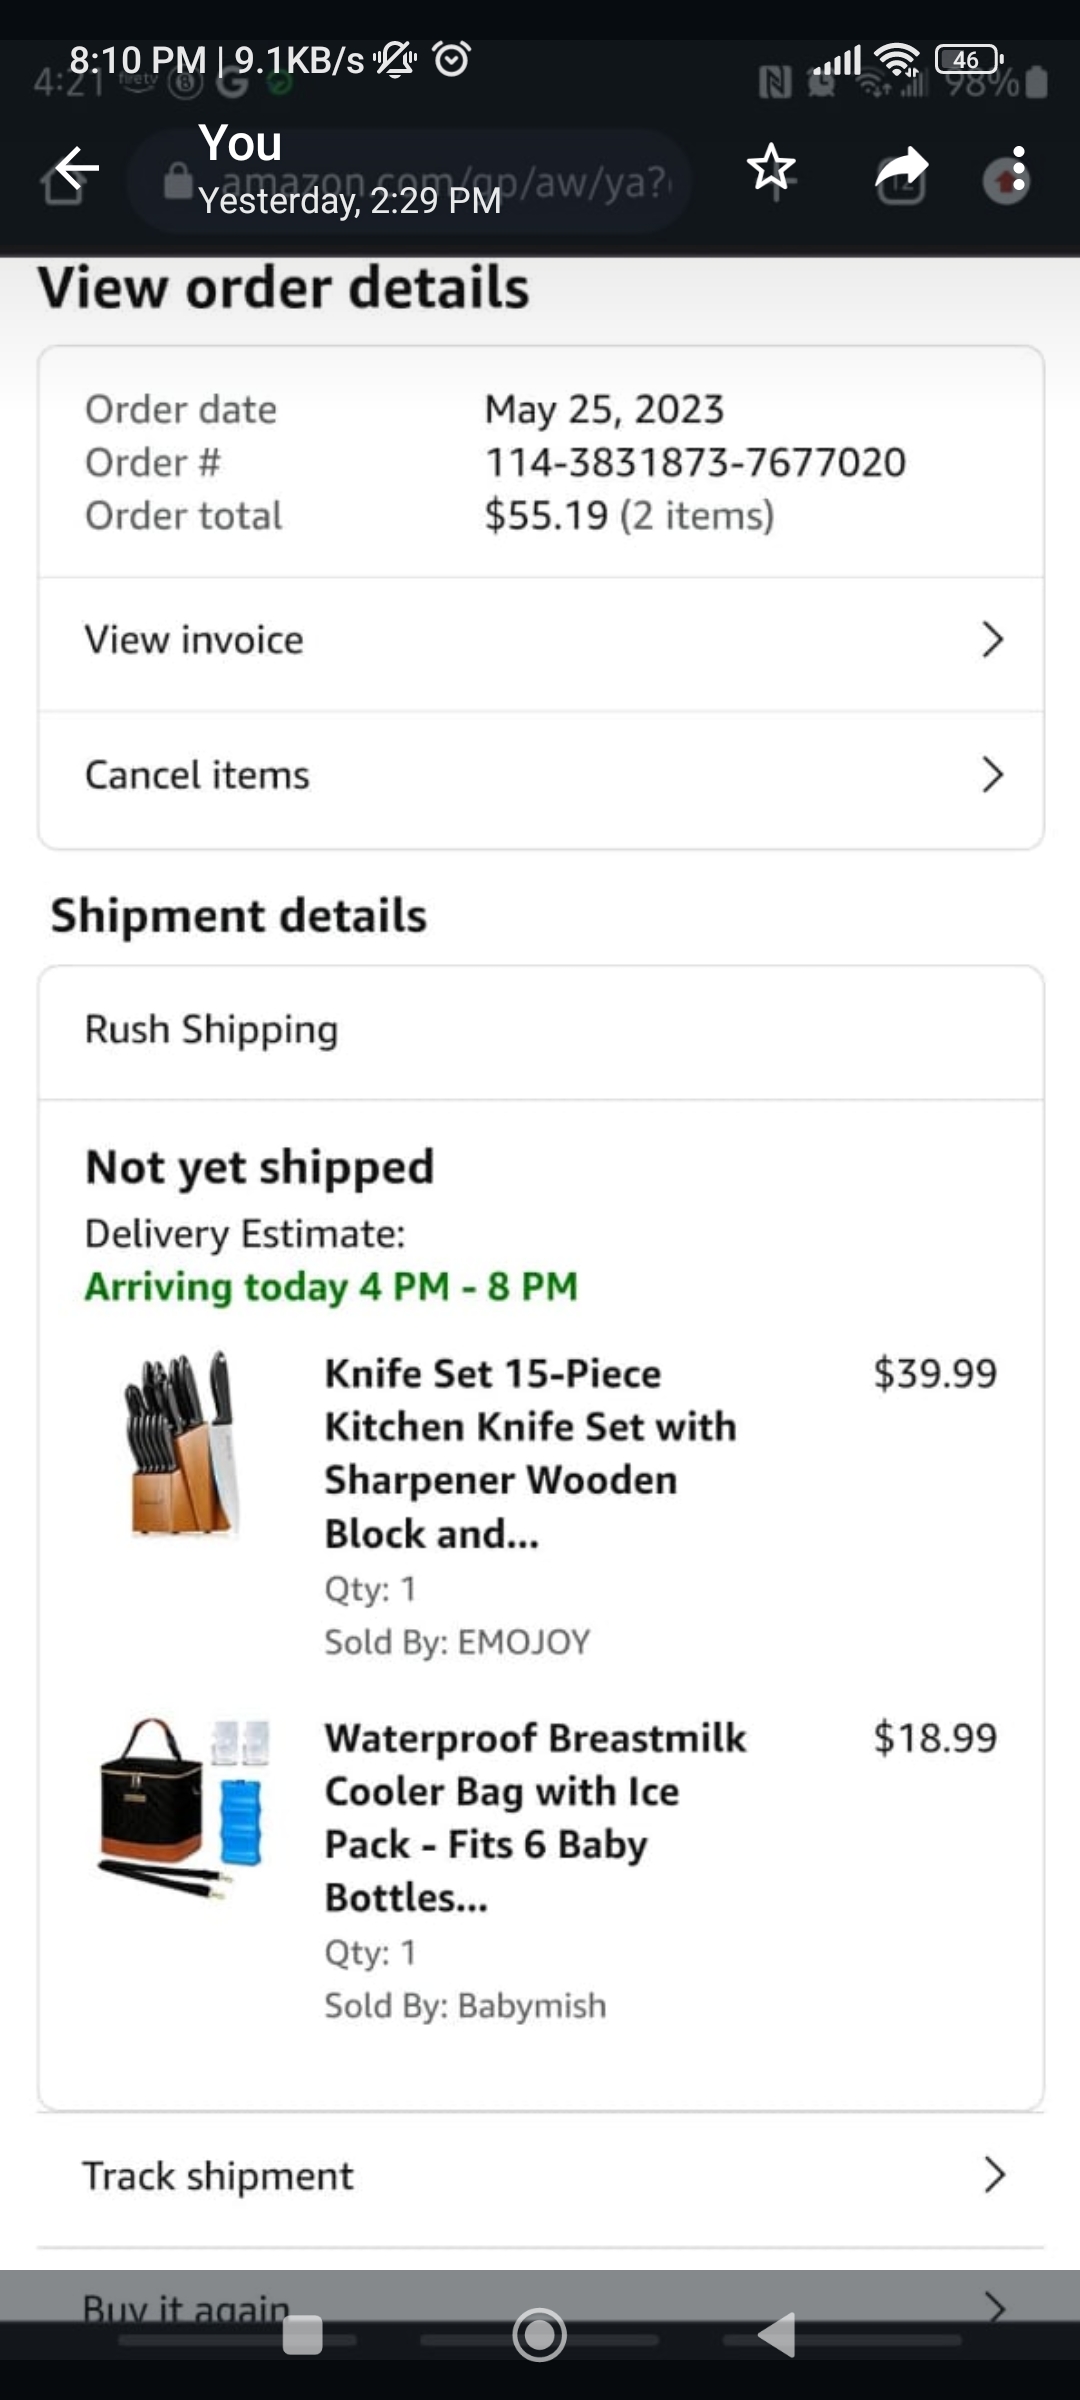 8:10 PM | 9.1KB/s
46
4:21
98%
You
amazon.com/gp/aw/ya?
12
Yesterday, 2:29 PM
View order details
Order date May 25, 2023
Order # 114-3831873-7677020
Order total $55.19 (2 items)
View invoice
Cancel items
Shipment details
Rush Shipping
Not yet shipped
Delivery Estimate:
Arriving today 4 PM - 8 PM
Knife Set 15-Piece $39.99
Kitchen Knife Set with
Sharpener Wooden
Block and...
Qty: 1
Sold By: EMOJOY
Waterproof Breastmilk $18.99
Cooler Bag with Ice
Pack - Fits 6 Baby
Bottles...
Qty: 1
Sold By: Babymish
Track shipment
Buy it again